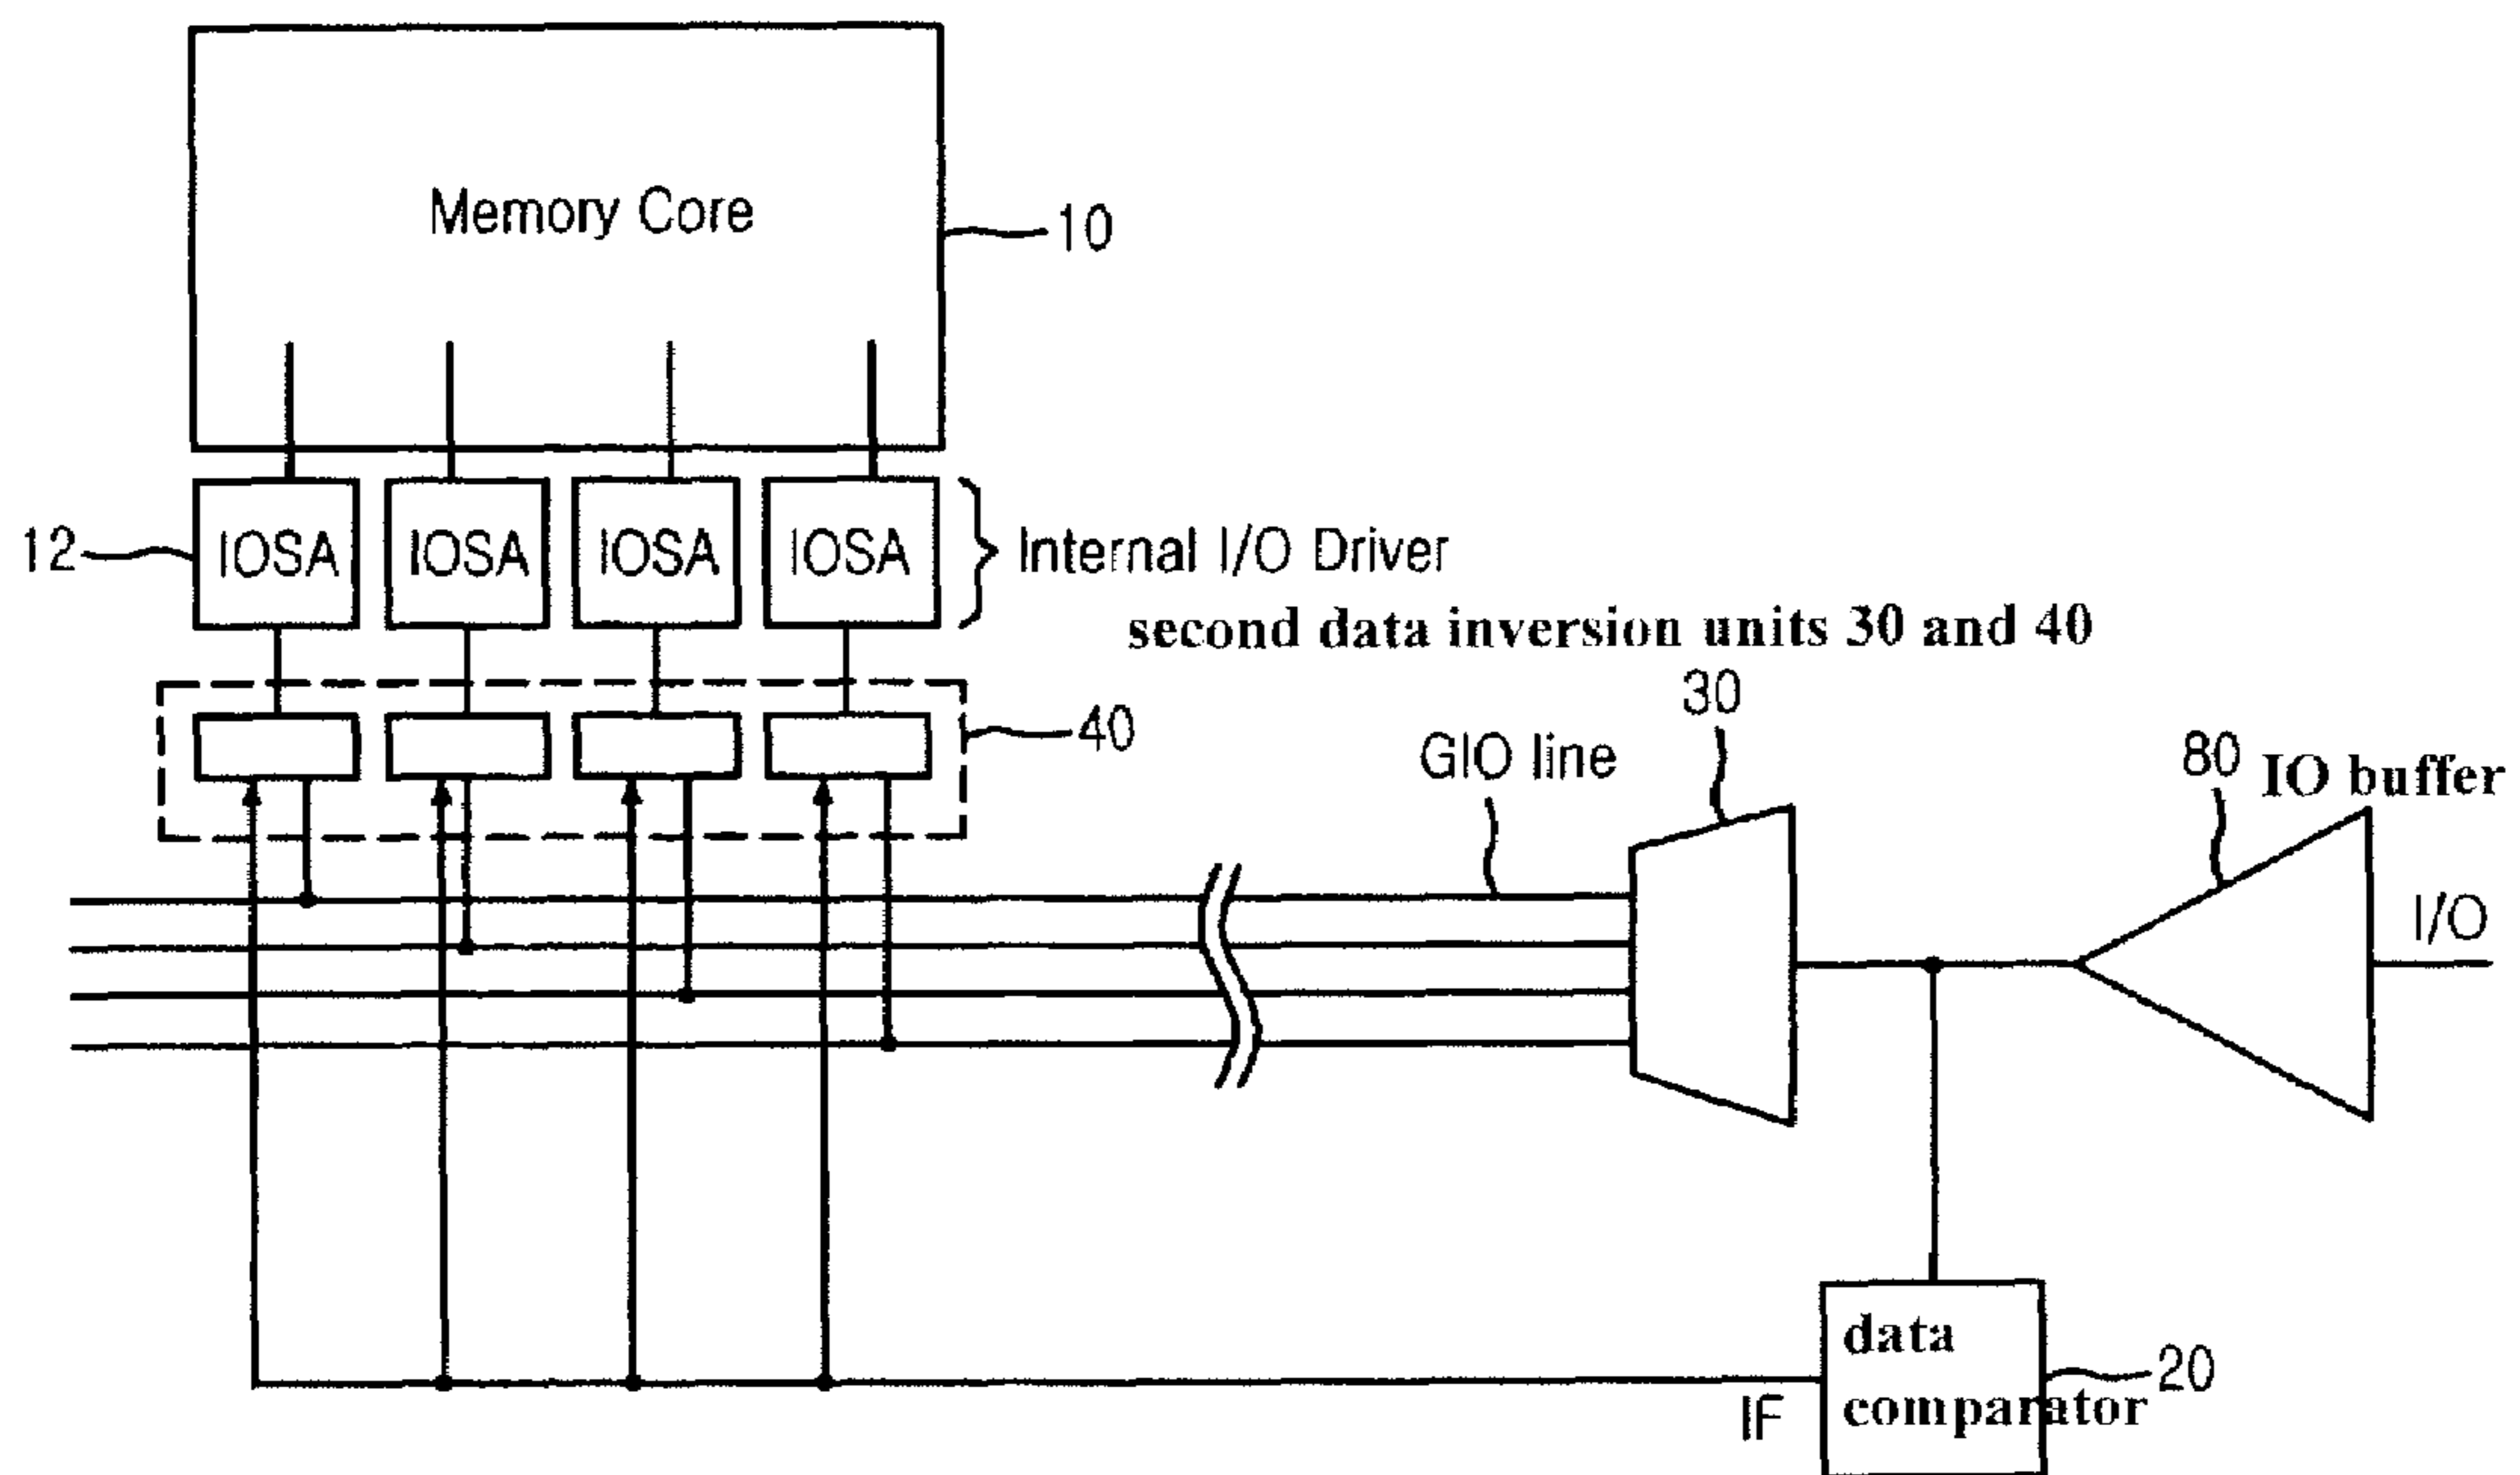 Memory Core
10
12
IOSA IOSA IOSA IOSA
Internal I/O Driver
second data inversion units 30 and 40
30
40
GIO line
80 IO buffer
I/O
data
comparator
20
IF